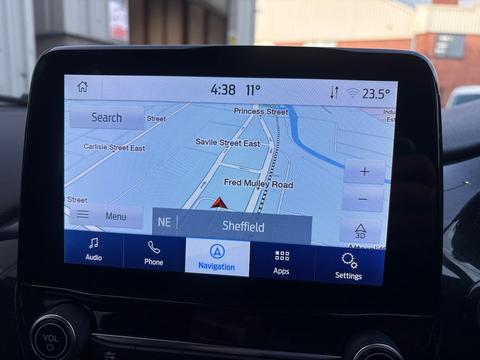 4:38 11° 23.5°
Princess Street
Search
Street
Savile Street East
Carlisle Street East
Fred Mulley Road
Street
Menu
NE Sheffield
3D
Audio
Phone
Navigation
Apps
Settings
VOL